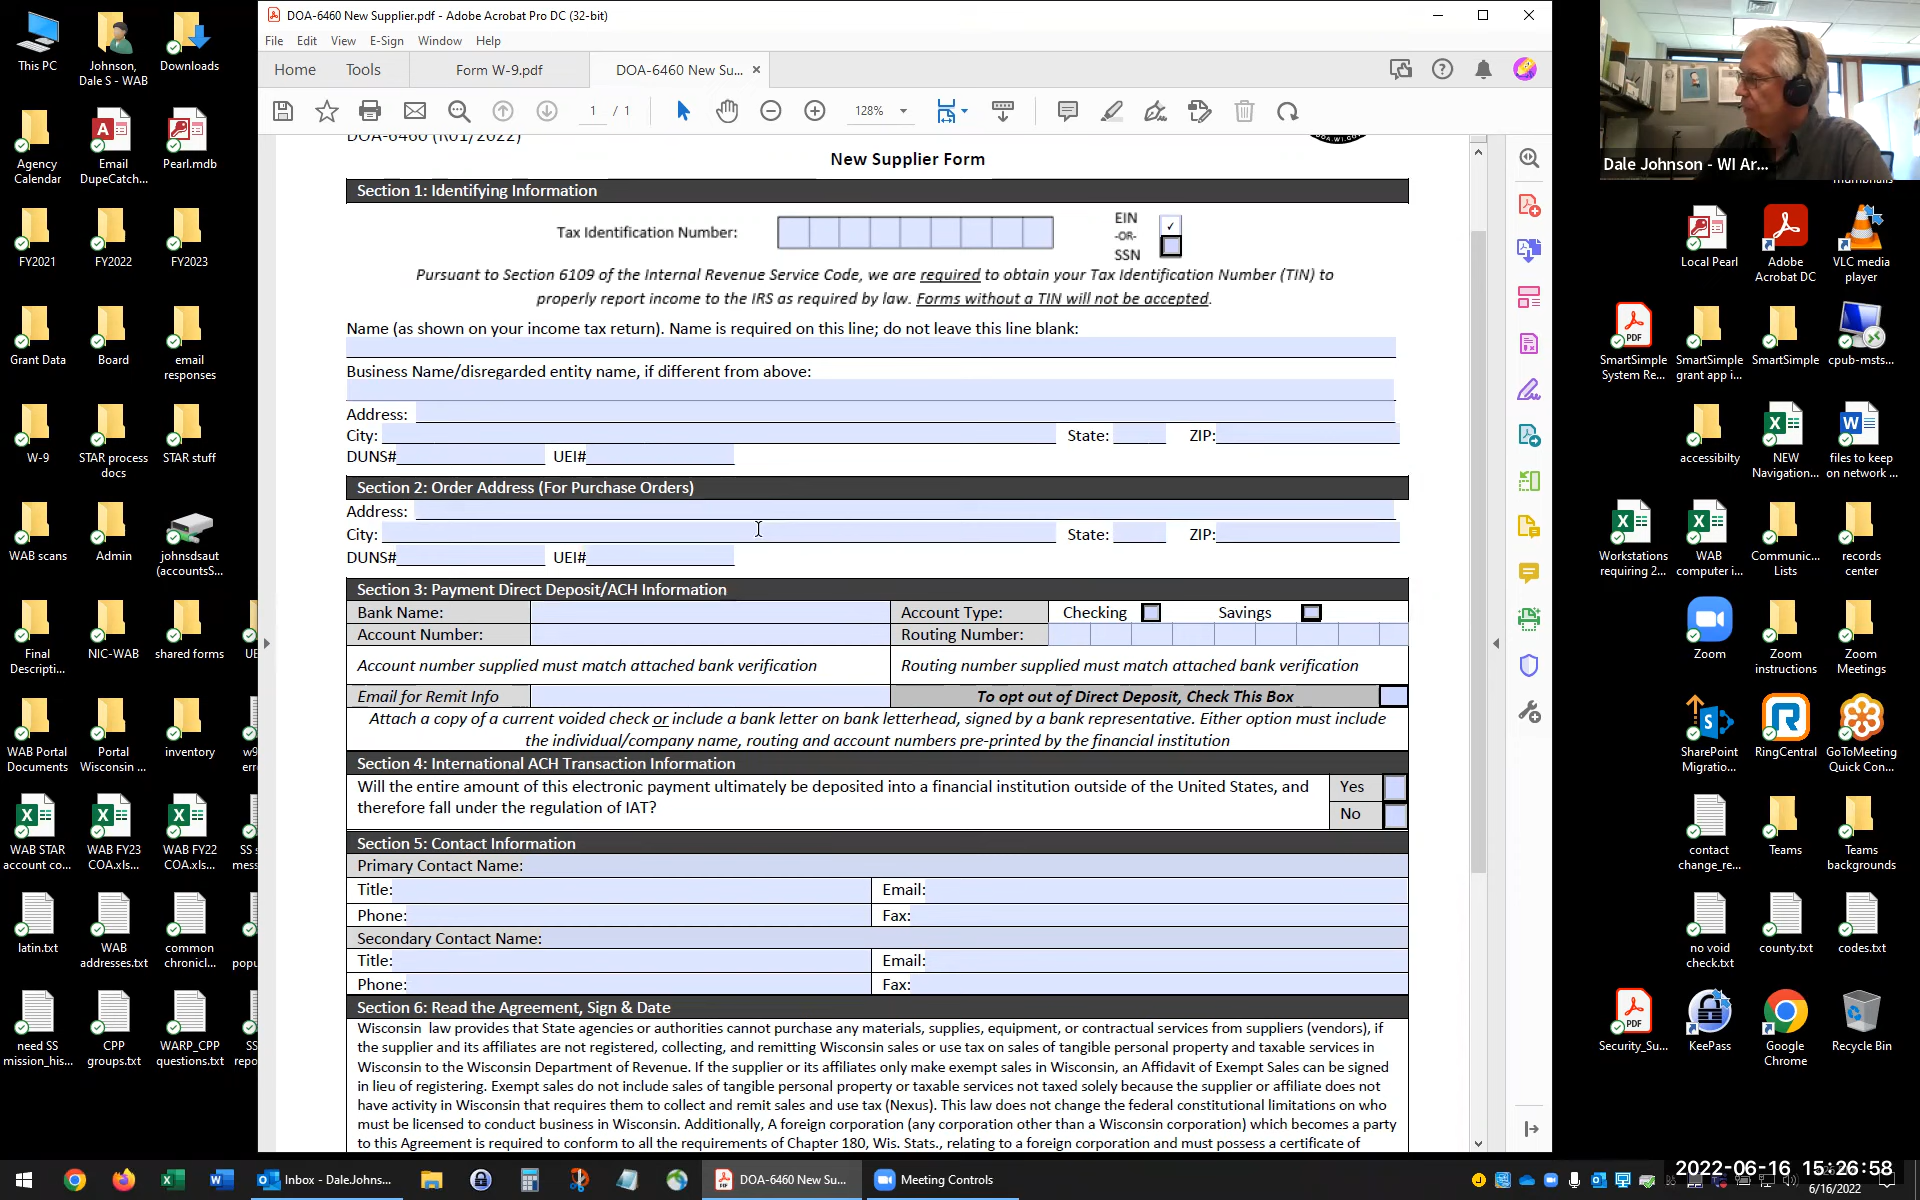 DOA-6460 New Supplier.pdf - Adobe Acrobat Pro DC (32-bit)
File Edit View E-Sign Window Help
Home Tools Form W-9.pdf DOA-6460 New Su... ×
1 / 1 128%
DOA-6460 (R01/2022)
New Supplier Form
Section 1: Identifying Information
Tax Identification Number:
EIN
-OR-
SSN
Pursuant to Section 6109 of the Internal Revenue Service Code, we are required to obtain your Tax Identification Number (TIN) to
properly report income to the IRS as required by law. Forms without a TIN will not be accepted.
Name (as shown on your income tax return). Name is required on this line; do not leave this line blank:
Business Name/disregarded entity name, if different from above:
Address:
City: State: ZIP:
DUNS# UEI#
Section 2: Order Address (For Purchase Orders)
Address:
City: State: ZIP:
DUNS# UEI#
Section 3: Payment Direct Deposit/ACH Information
Bank Name: Account Type: Checking Savings
Account Number: Routing Number:
Account number supplied must match attached bank verification Routing number supplied must match attached bank verification
Email for Remit Info To opt out of Direct Deposit, Check This Box
Attach a copy of a current voided check or include a bank letter on bank letterhead, signed by a bank representative. Either option must include
the individual/company name, routing and account numbers pre-printed by the financial institution
Section 4: International ACH Transaction Information
Will the entire amount of this electronic payment ultimately be deposited into a financial institution outside of the United States, and
therefore fall under the regulation of IAT?
Yes
No
Section 5: Contact Information
Primary Contact Name:
Title: Email:
Phone: Fax:
Secondary Contact Name:
Title: Email:
Phone: Fax:
Section 6: Read the Agreement, Sign & Date
Wisconsin law provides that State agencies or authorities cannot purchase any materials, supplies, equipment, or contractual services from suppliers (vendors), if
the supplier and its affiliates are not registered, collecting, and remitting Wisconsin sales or use tax on sales of tangible personal property and taxable services in
Wisconsin to the Wisconsin Department of Revenue. If the supplier or its affiliates only make exempt sales in Wisconsin, an Affidavit of Exempt Sales can be signed
in lieu of registering. Exempt sales do not include sales of tangible personal property or taxable services not taxed solely because the supplier or affiliate does not
have activity in Wisconsin that requires them to collect and remit sales and use tax (Nexus). This law does not change the federal constitutional limitations on who
must be licensed to conduct business in Wisconsin. Additionally, A foreign corporation (any corporation other than a Wisconsin corporation) which becomes a party
to this Agreement is required to conform to all the requirements of Chapter 180, Wis. Stats., relating to a foreign corporation and must possess a certificate of
This PC
Johnson,
Dale S - WAB
Downloads
Agency
Calendar
Email
DupeCatch...
Pearl.mdb
FY2021
FY2022
FY2023
Grant Data
Board
email
responses
W-9
STAR process
docs
STAR stuff
WAB scans
Admin
johnsdsaut
(accountsS...
Final
Descripti...
NIC-WAB
shared forms
WAB Portal
Documents
Portal
Wisconsin ...
inventory
WAB STAR
account co...
WAB FY23
COA.xls...
WAB FY22
COA.xls...
latin.txt
WAB
addresses.txt
common
chronicl...
need SS
mission_his...
CPP
groups.txt
WARP_CPP
questions.txt
Dale Johnson - WI Ar...
Local Pearl
Adobe
Acrobat DC
VLC media
player
SmartSimple
System Re...
SmartSimple
grant app i...
SmartSimple
cpub-msts...
accessibilty
NEW
Navigation...
files to keep
on network ...
Workstations
requiring 2...
WAB
computer i...
Communic...
Lists
records
center
Zoom
Zoom
instructions
Zoom
Meetings
SharePoint
Migratio...
RingCentral
GoToMeeting
Quick Con...
contact
change_re...
Teams
Teams
backgrounds
no void
check.txt
county.txt
codes.txt
Security_Su...
KeePass
Google
Chrome
Recycle Bin
Inbox - Dale.Johns... DOA-6460 New Su... Meeting Controls
2022-06-16 15:26:58
6/16/2022